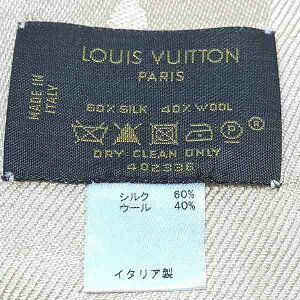 LOUIS VUITTON
PARIS
MADE IN
ITALY
60% SILK 40% WOOL
DRY CLEAN ONLY
402336
シルク 60%
ウール 40%
イタリア製